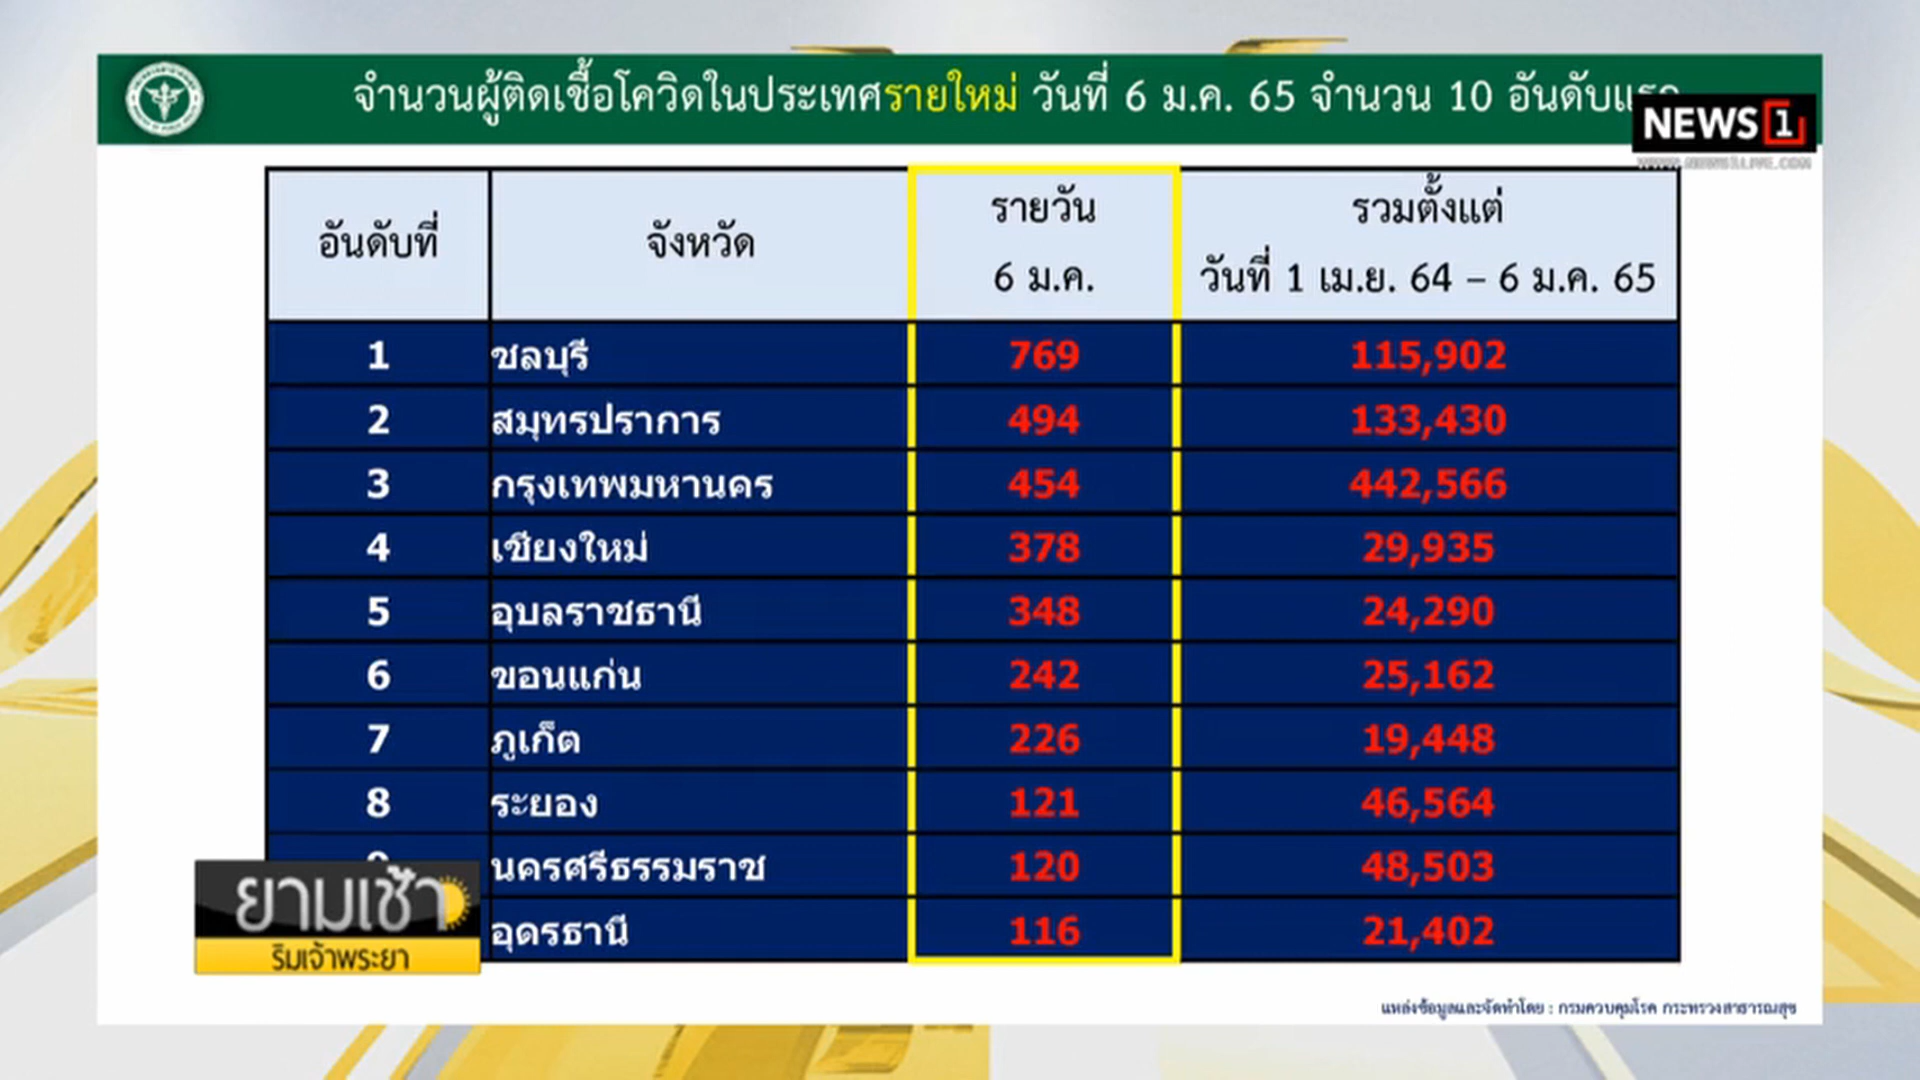 จำนวนผู้ติดเชื้อโควิดในประเทศรายใหม่ วันที่ 6 ม.ค. 65 จำนวน 10 อันดับแรก
NEWS 1
WWW.NEWS1LIVE.COM
อันดับที่ จังหวัด รายวัน 6 ม.ค. รวมตั้งแต่ วันที่ 1 เม.ย. 64 – 6 ม.ค. 65
1 ชลบุรี 769 115,902
2 สมุทรปราการ 494 133,430
3 กรุงเทพมหานคร 454 442,566
4 เชียงใหม่ 378 29,935
5 อุบลราชธานี 348 24,290
6 ขอนแก่น 242 25,162
7 ภูเก็ต 226 19,448
8 ระยอง 121 46,564
นครศรีธรรมราช 120 48,503
อุดรธานี 116 21,402
ยามเช้า
ริมเจ้าพระยา
แหล่งข้อมูลและจัดทำโดย : กรมควบคุมโรค กระทรวงสาธารณสุข